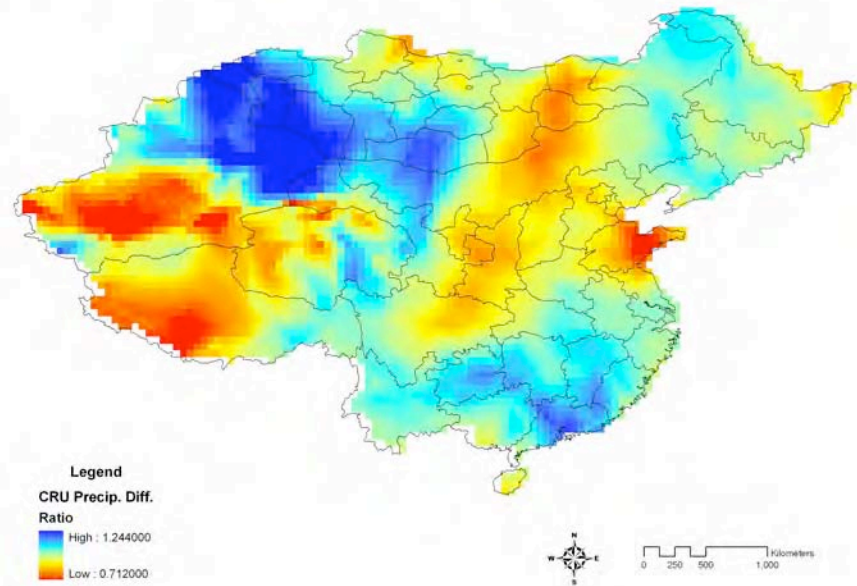 Legend
CRU Precip. Diff.
Ratio
High : 1.244000
Low : 0.712000
N
W E
S
Kilometers
0 250 500 1,000